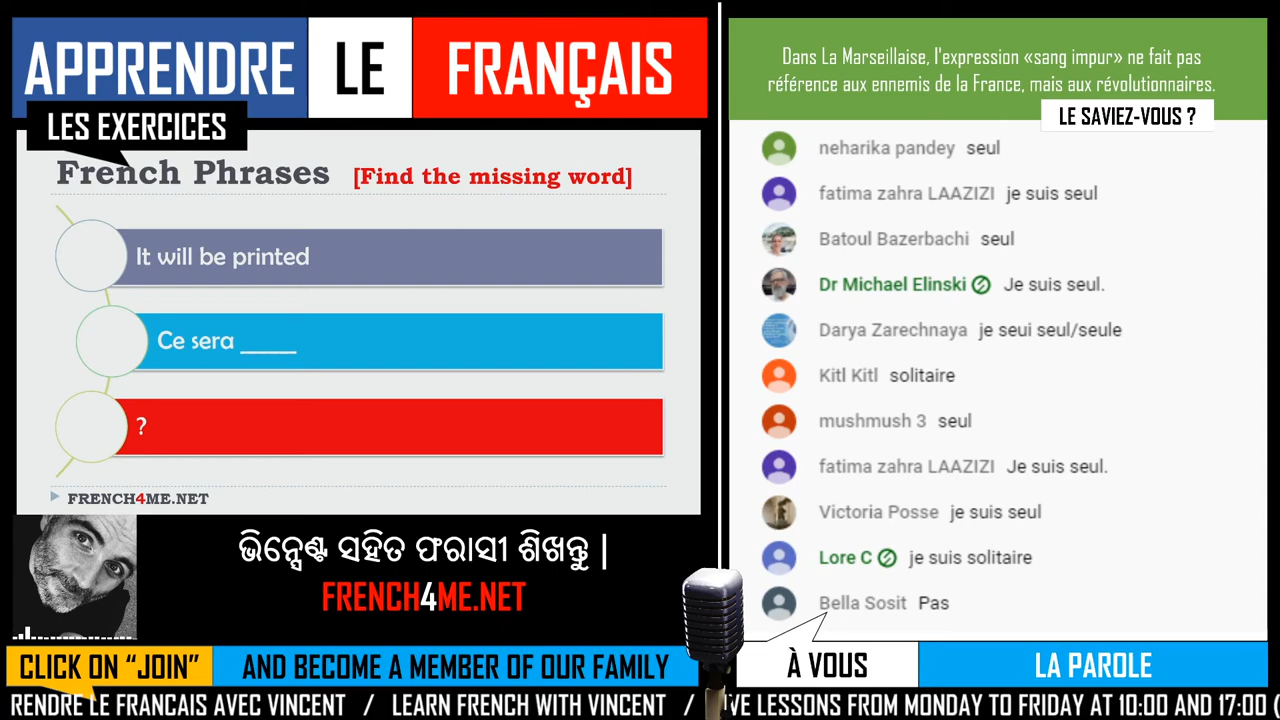 APPRENDRE LE FRANÇAIS
LES EXERCICES
French Phrases [Find the missing word]
It will be printed
Ce sera _____
?
FRENCH4ME.NET
ଭିନ୍ସେଣ୍ଟ ସହିତ ଫରାସୀ ଶିଖନ୍ତୁ |
FRENCH4ME.NET
CLICK ON “JOIN” AND BECOME A MEMBER OF OUR FAMILY
Dans La Marseillaise, l'expression «sang impur» ne fait pas
référence aux ennemis de la France, mais aux révolutionnaires.
LE SAVIEZ-VOUS ?
neharika pandey seul
fatima zahra LAAZIZI je suis seul
Batoul Bazerbachi seul
Dr Michael Elinski Je suis seul.
Darya Zarechnaya je seui seul/seule
Kitl Kitl solitaire
mushmush 3 seul
fatima zahra LAAZIZI Je suis seul.
Victoria Posse je suis seul
Lore C je suis solitaire
Bella Sosit Pas
À VOUS LA PAROLE
RENDRE LE FRANCAIS AVEC VINCENT / LEARN FRENCH WITH VINCENT / VE LESSONS FROM MONDAY TO FRIDAY AT 10:00 AND 17:00 (